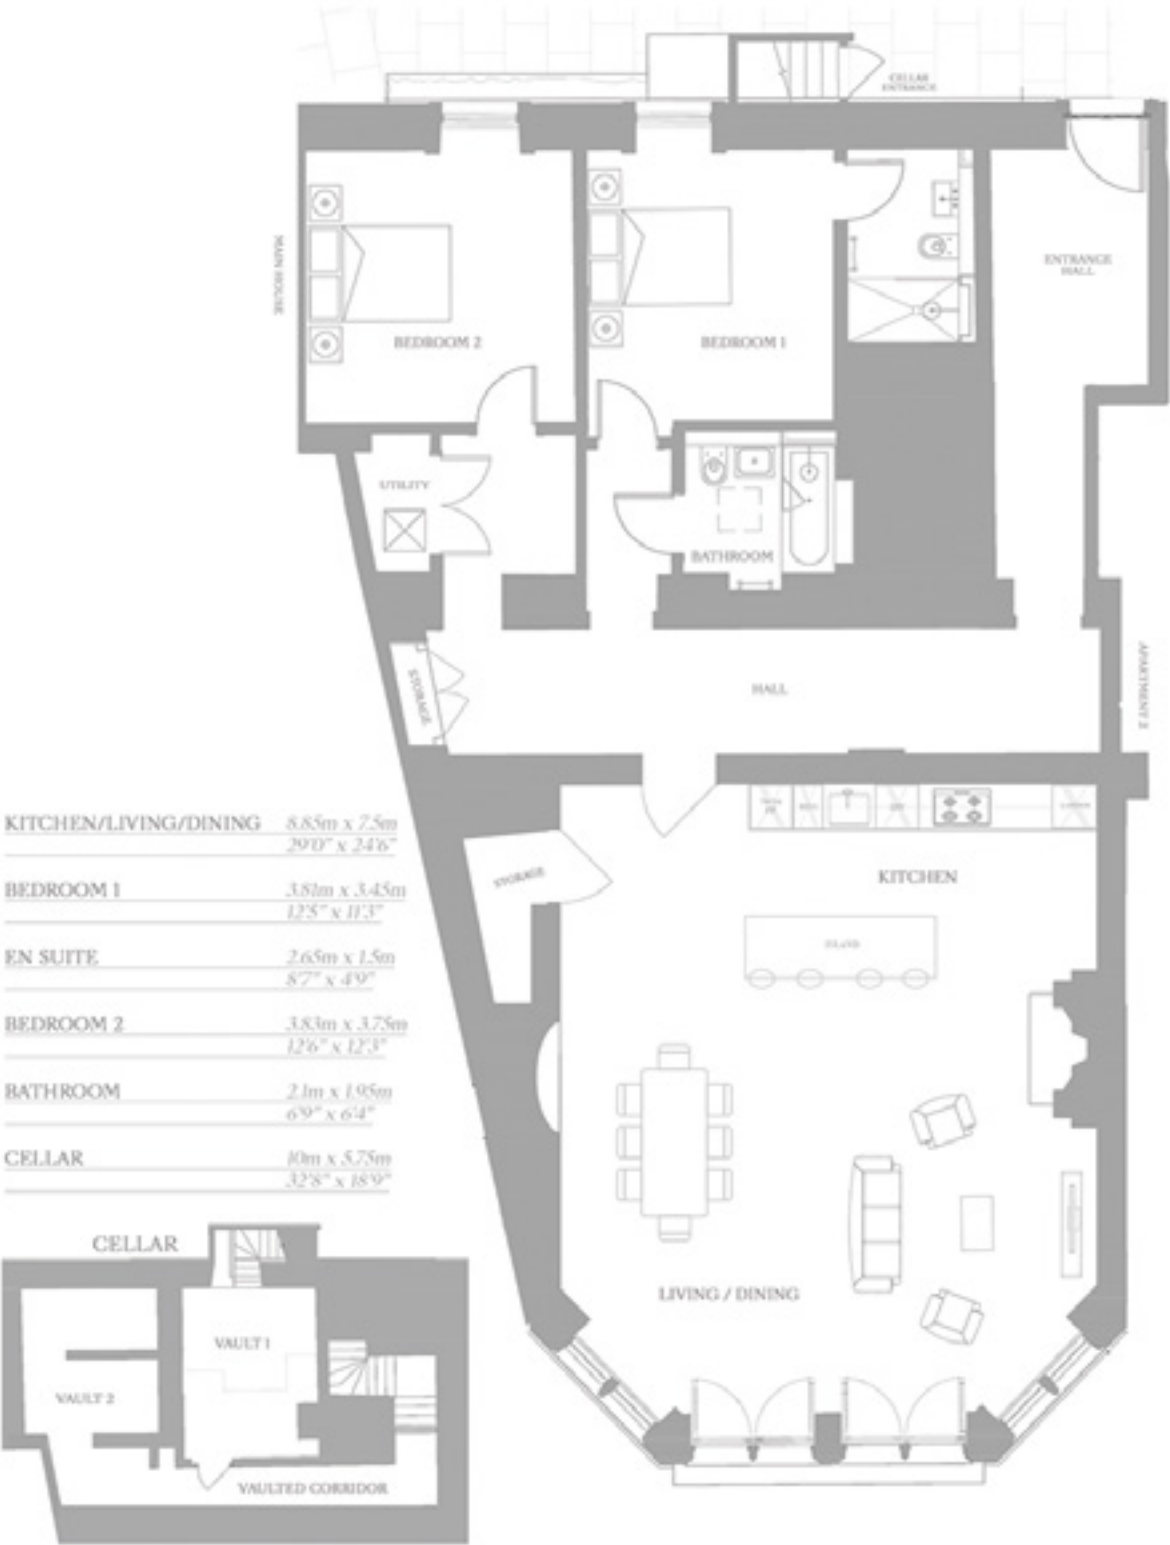 CELLAR
ENTRANCE
MAIN HOUSE
ENTRANCE
HALL
BEDROOM 2
BEDROOM 1
UTILITY
BATHROOM
STORAGE
HALL
APARTMENT 2
KITCHEN/LIVING/DINING 8.85m x 7.5m
29'0" x 24'6"
BEDROOM 1 3.81m x 3.45m
12'5" x 11'3"
EN SUITE 2.65m x 1.5m
8'7" x 4'9"
BEDROOM 2 3.83m x 3.75m
12'6" x 12'3"
BATHROOM 2.1m x 1.95m
6'9" x 6'4"
CELLAR 10m x 5.75m
32'8" x 18'9"
STORAGE
KITCHEN
ISLAND
LIVING / DINING
CELLAR
VAULT 1
VAULT 2
VAULTED CORRIDOR